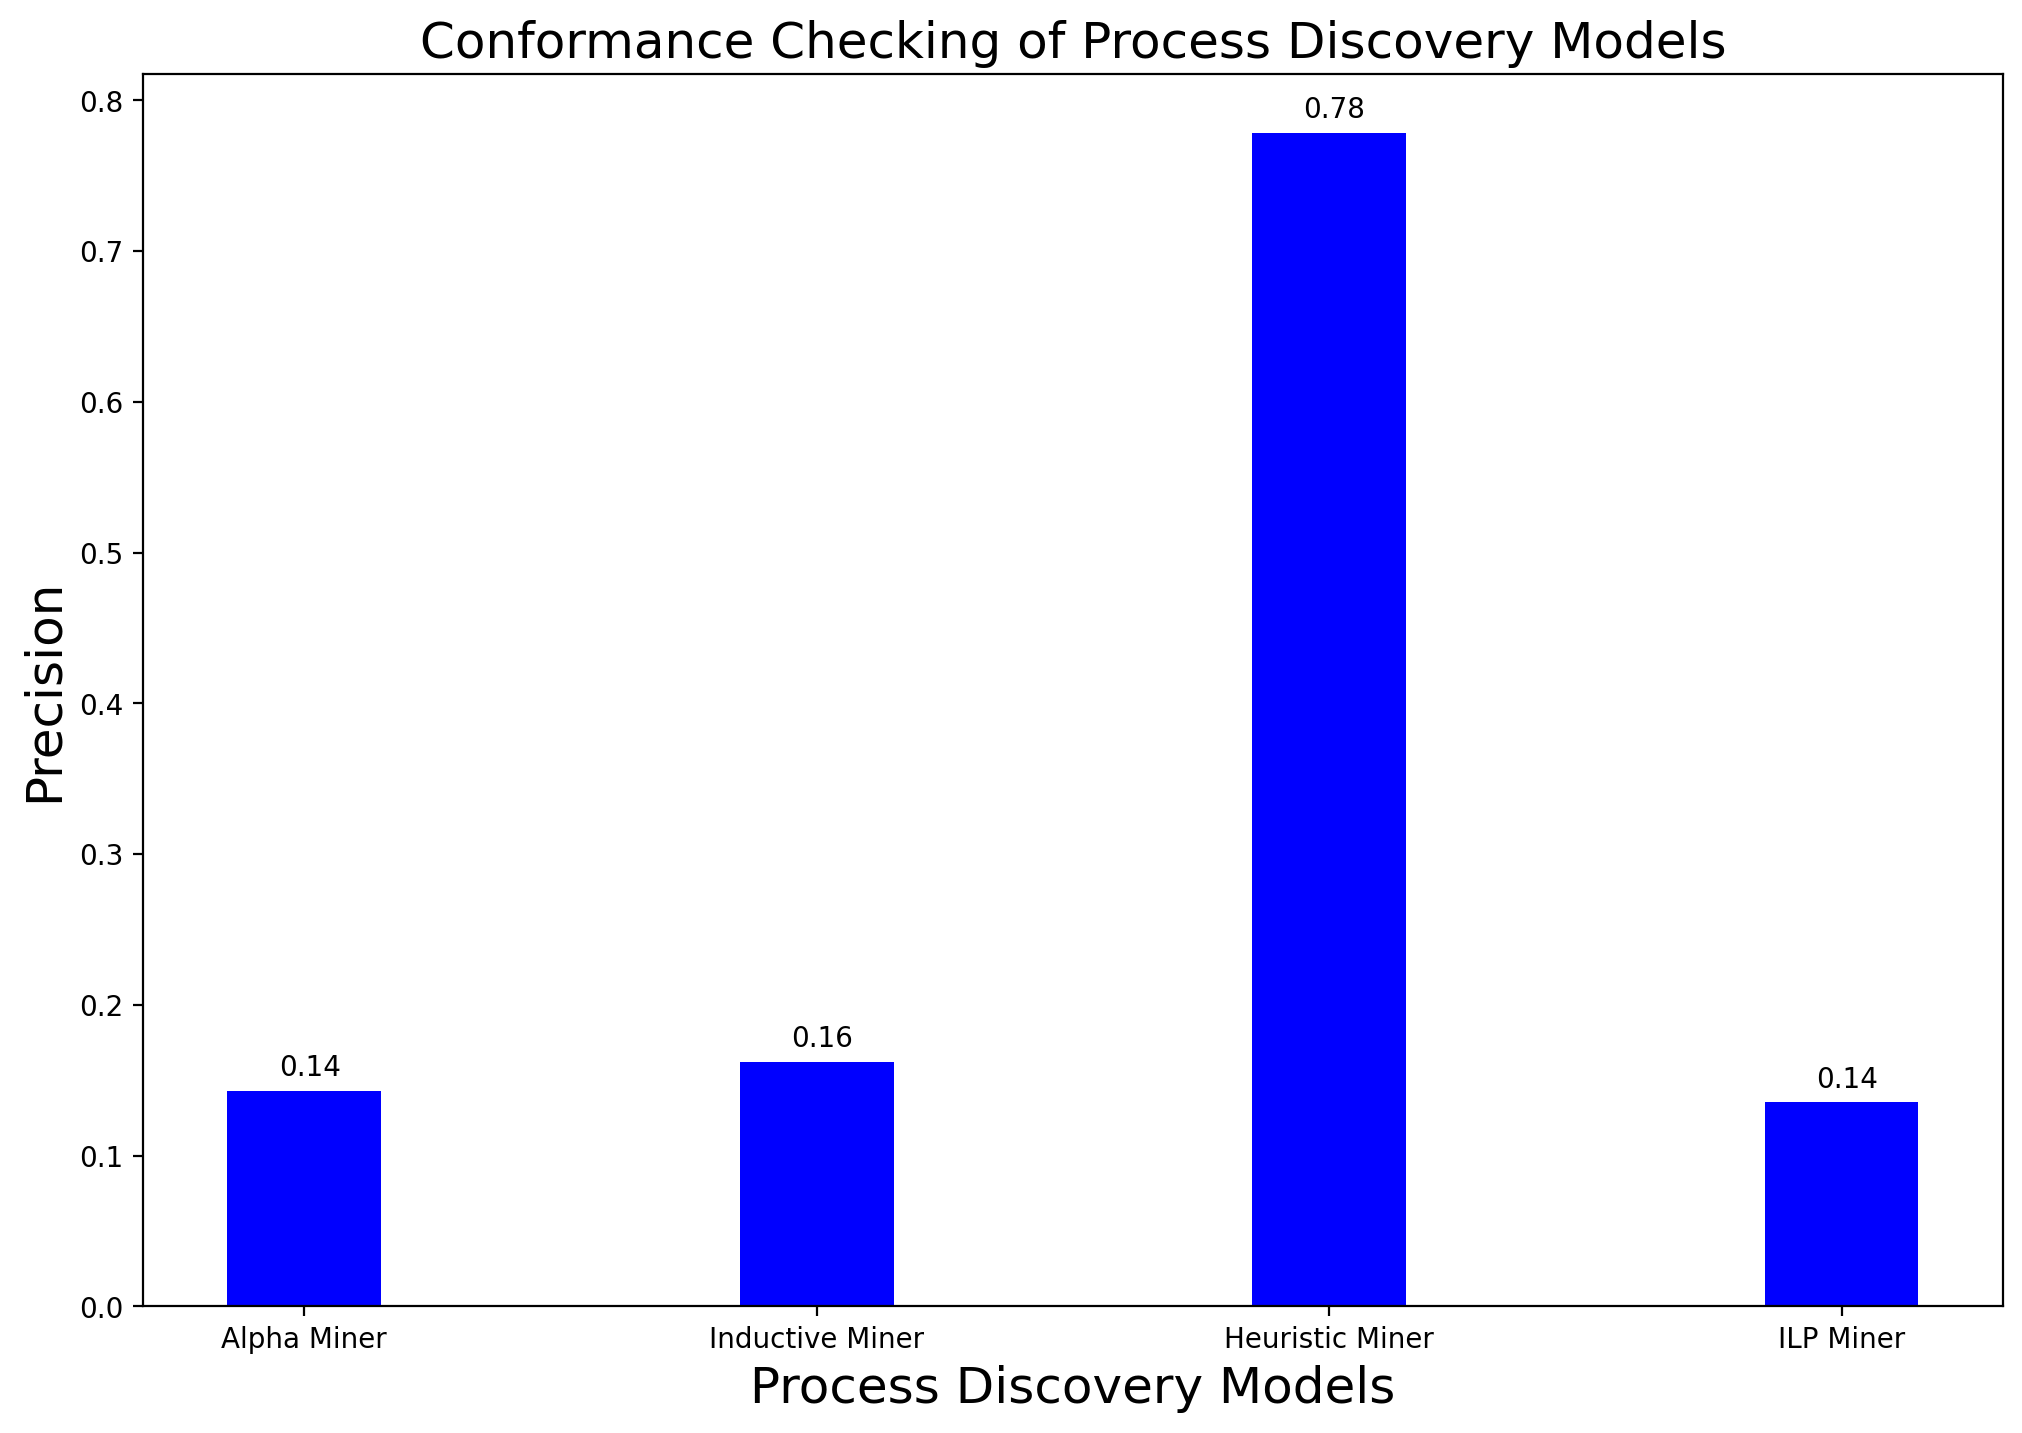 Conformance Checking of Process Discovery Models
0.8
0.7
0.6
0.5
0.4
0.3
0.2
0.1
0.0
Precision
0.14
0.16
0.78
0.14
Alpha Miner
Inductive Miner
Heuristic Miner
ILP Miner
Process Discovery Models